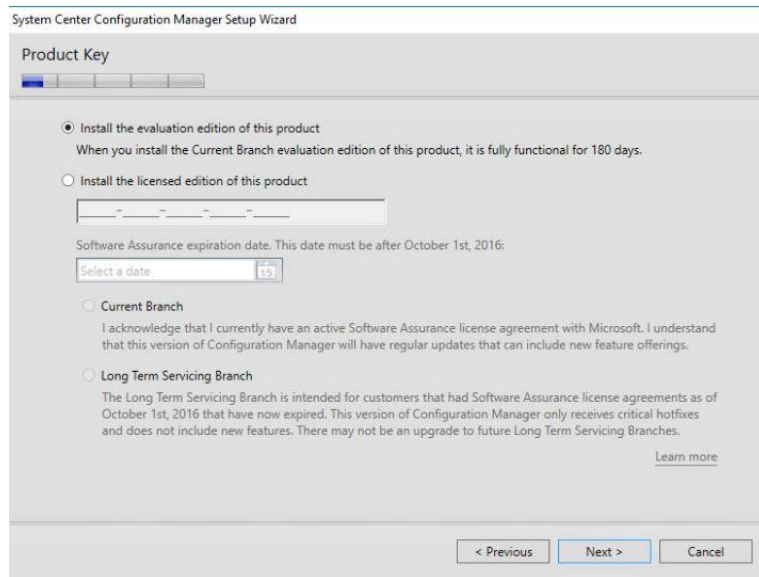 System Center Configuration Manager Setup Wizard
Product Key
Install the evaluation edition of this product
When you install the Current Branch evaluation edition of this product, it is fully functional for 180 days.
Install the licensed edition of this product
_____-_____-_____-_____-_____
Software Assurance expiration date. This date must be after October 1st, 2016:
Select a date
15
Current Branch
I acknowledge that I currently have an active Software Assurance license agreement with Microsoft. I understand
that this version of Configuration Manager will have regular updates that can include new feature offerings.
Long Term Servicing Branch
The Long Term Servicing Branch is intended for customers that had Software Assurance license agreements as of
October 1st, 2016 that have now expired. This version of Configuration Manager only receives critical hotfixes
and does not include new features. There may not be an upgrade to future Long Term Servicing Branches.
Learn more
< Previous
Next >
Cancel